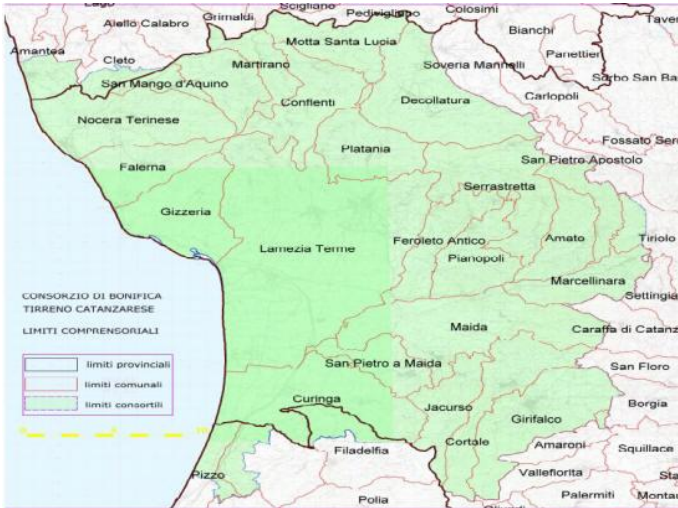 Scigliano
Colosimi
Grimaldi
Pedivigliano
Aiello Calabro
Bianchi
Motta Santa Lucia
Amantea
Cleto
Martirano
Soveria Mannelli
Panettier
San Mango d'Aquino
Sorbo San Ba
Conflenti
Decollatura
Carlopoli
Nocera Terinese
Platania
Fossato Serr
Falerna
San Pietro Apostolo
Serrastretta
Gizzeria
Lamezia Terme
Feroleto Antico
Amato
Tiriolo
Pianopoli
Marcellinara
Settingia
CONSORZIO DI BONIFICA
TIRRENO CATANZARESE
LIMITI COMPRENSORIALI
Maida
Caraffa di Catanz
limiti provinciali
limiti comunali
limiti consortili
San Pietro a Maida
San Floro
Curinga
Jacurso
Girifalco
Borgia
Cortale
Amaroni
Squillace
Filadelfia
Pizzo
Vallefiorita
Sta
Polia
Palermiti
Montau